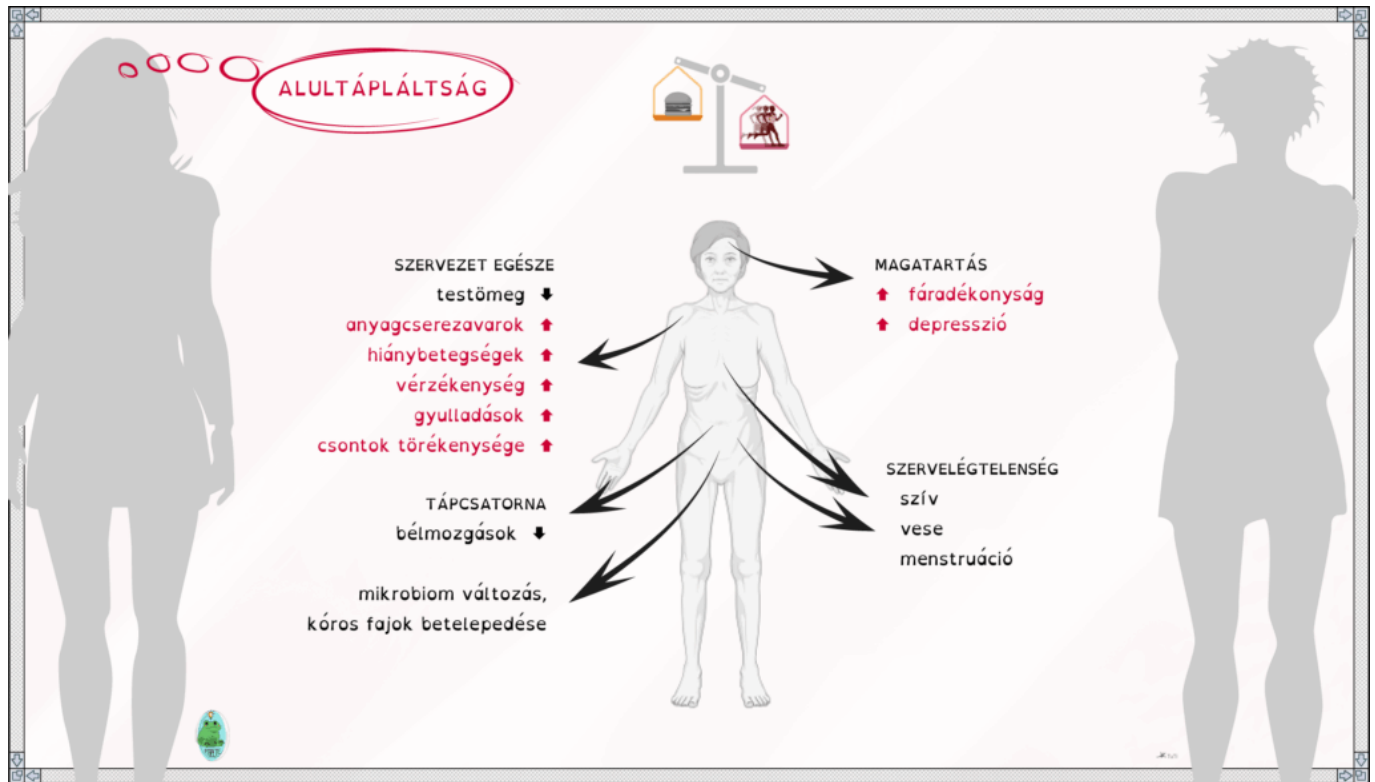 ALULTÁPLÁLTSÁG
SZERVEZET EGÉSZE
testömeg
anyagcserezavarok
hiánybetegségek
vérzékenység
gyulladások
csontok törékenysége
TÁPCSATORNA
bélmozgások
mikrobiom változás,
kóros fajok betelepedése
MAGATARTÁS
fáradékonyság
depresszió
SZERVELÉGTELENSÉG
szív
vese
menstruáció